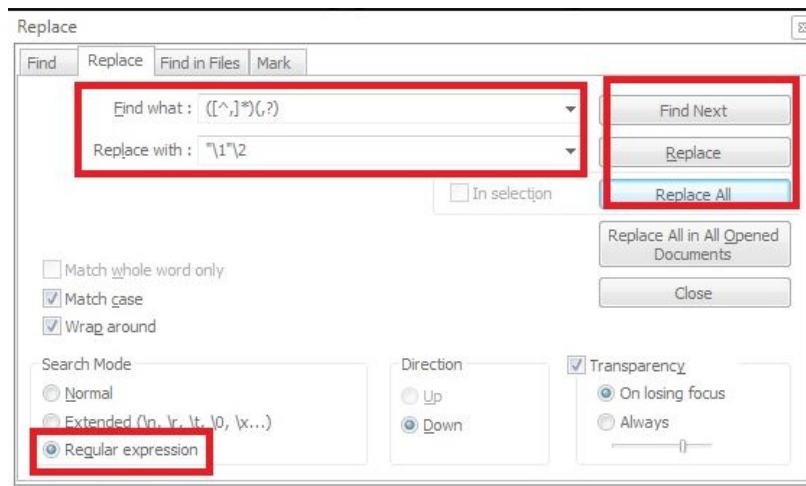 Replace
Find Replace Find in Files Mark
Find what : ([^,]*)(,?) Find Next
Replace with : "\1"\2 Replace
In selection Replace All
Replace All in All Opened
Documents
Match whole word only
Match case Close
Wrap around
Search Mode Direction Transparency
Normal Up On losing focus
Extended (\n, \r, \t, \0, \x...) Down Always
Regular expression